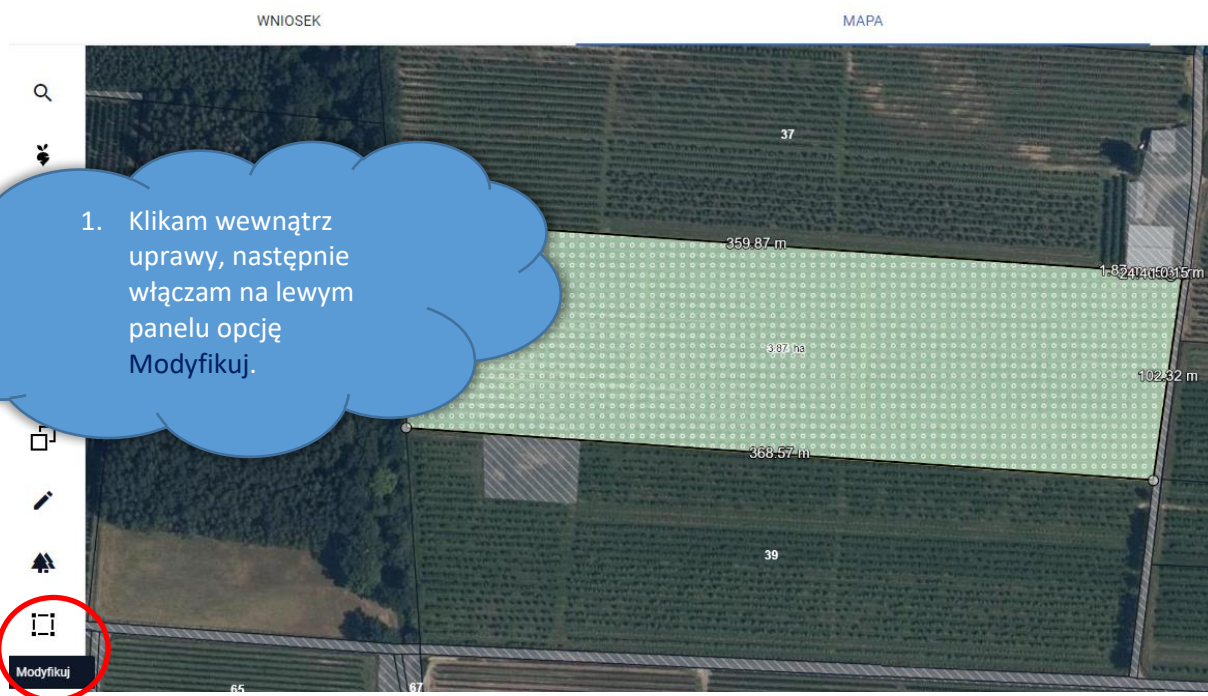 WNIOSEK
MAPA
37
1. Klikam wewnątrz
uprawy, następnie
włączam na lewym
panelu opcję
Modyfikuj.
359.87 m
3.87 ha
102.32 m
368.57 m
39
Modyfikuj
65
67